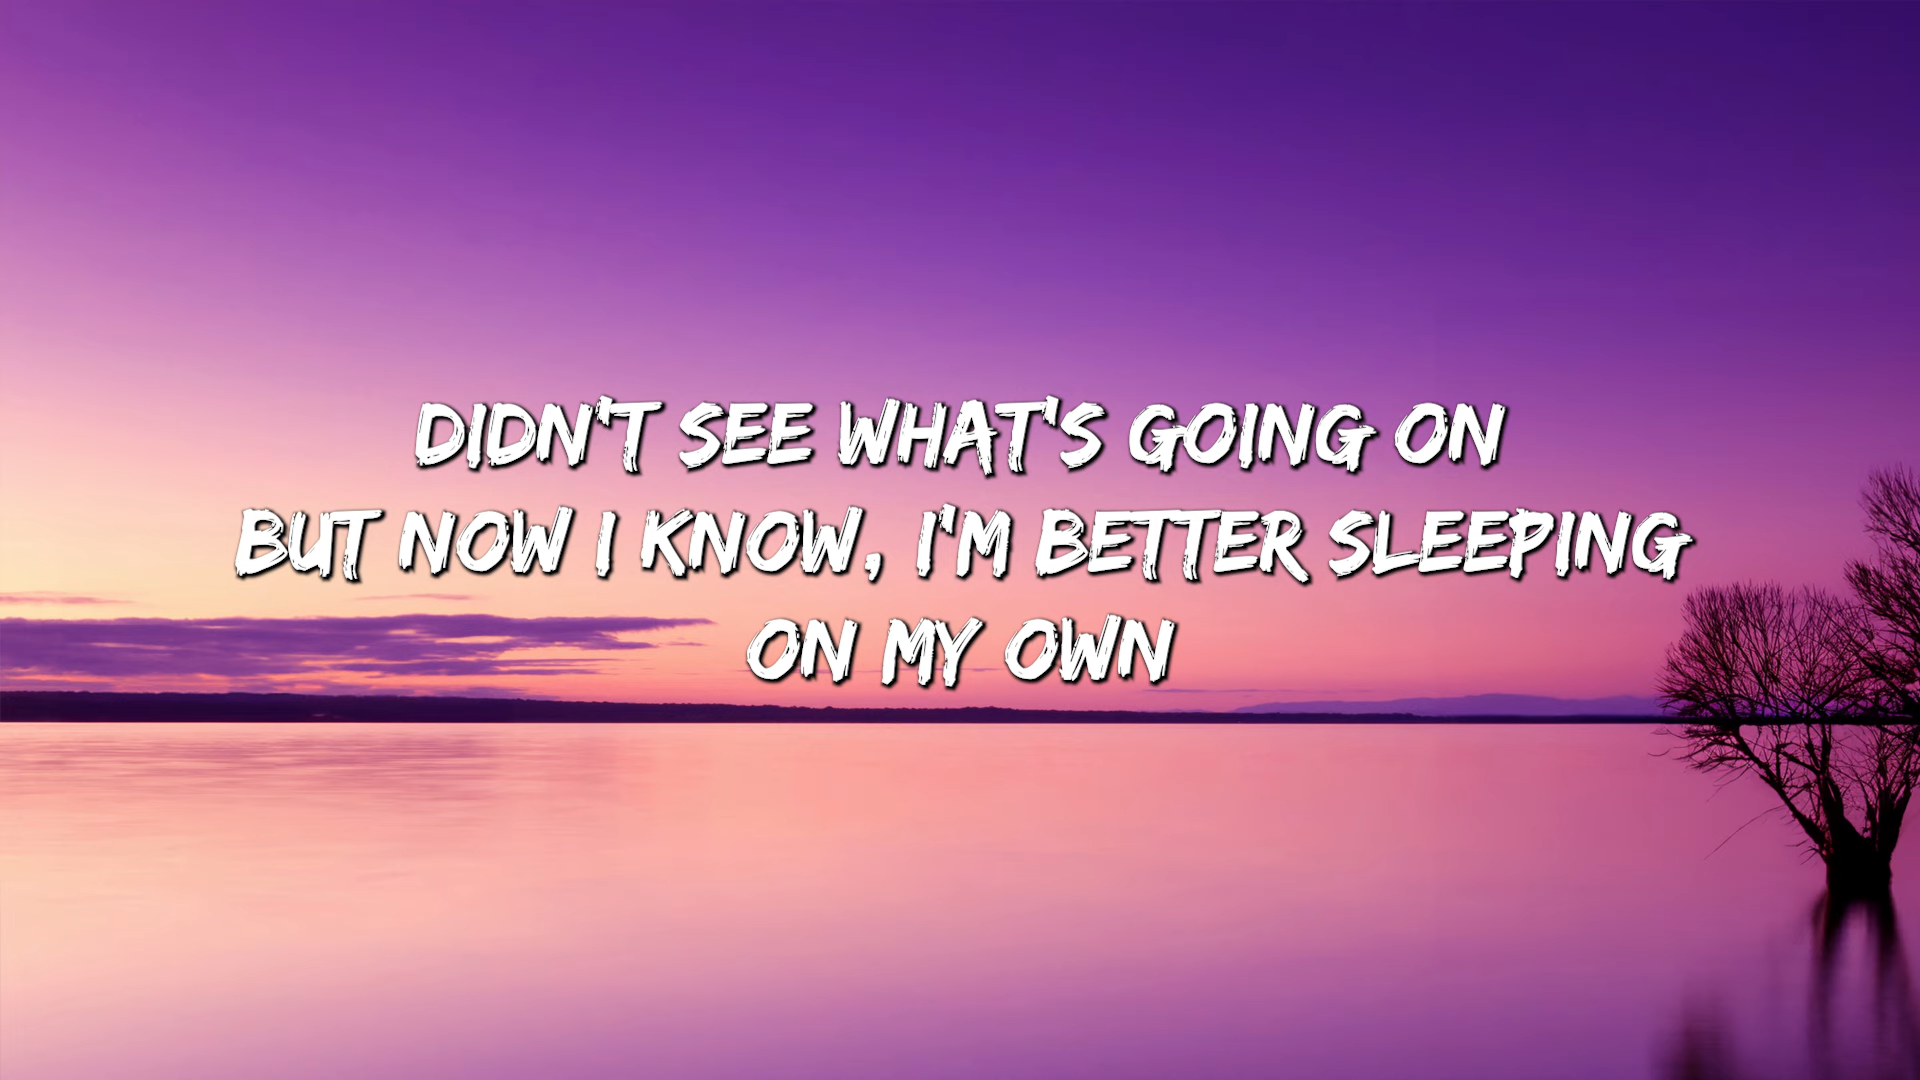 DIDN'T SEE WHAT'S GOING ON
BUT NOW I KNOW, I'M BETTER SLEEPING
ON MY OWN